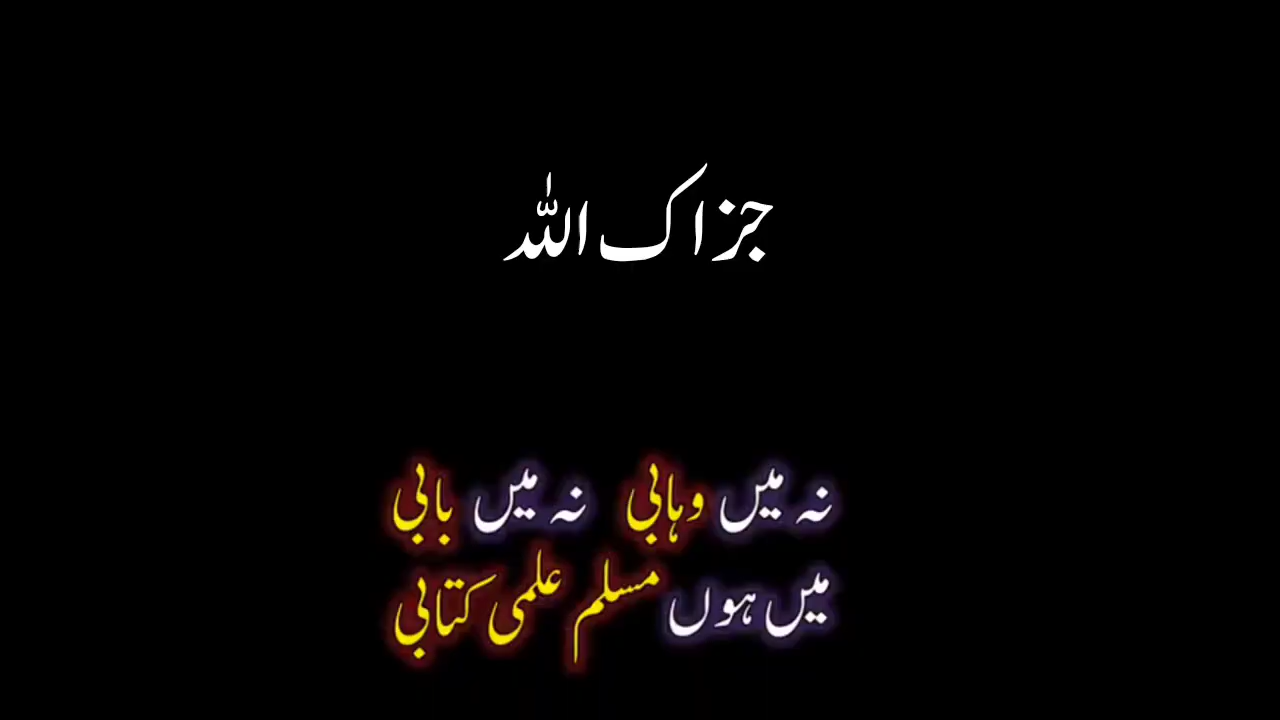 جزاک اللہ
نہ میں وہابی نہ میں بابی
میں ہوں مسلم علمی کتابی